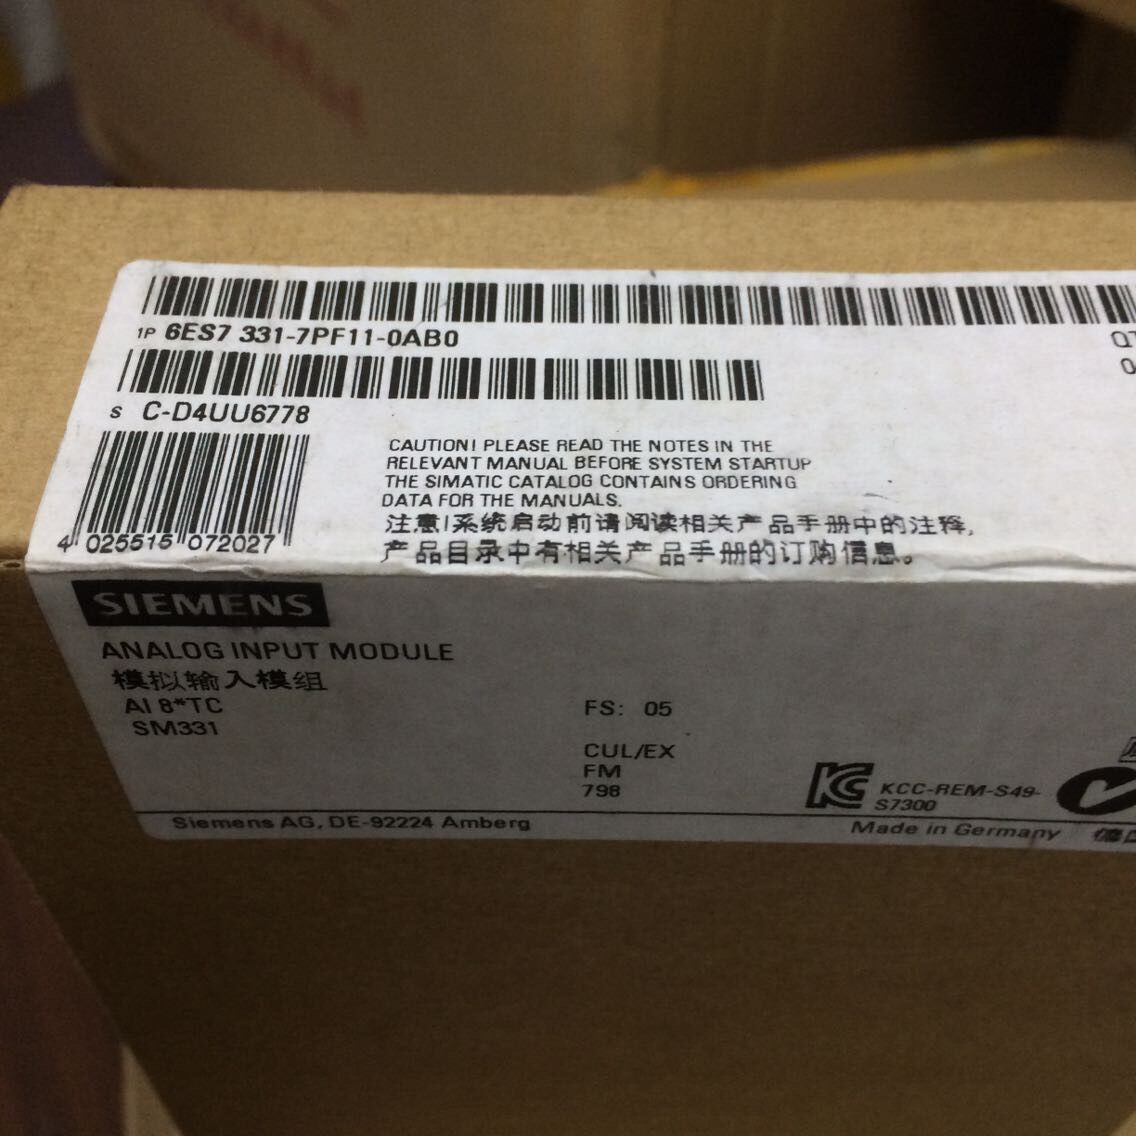 1P 6ES7 331-7PF11-0AB0
S C-D4UU6778
4 025515 072027
CAUTION! PLEASE READ THE NOTES IN THE
RELEVANT MANUAL BEFORE SYSTEM STARTUP
THE SIMATIC CATALOG CONTAINS ORDERING
DATA FOR THE MANUALS.
注意!系统启动前请阅读相关产品手册中的注释,
产品目录中有相关产品手册的订购信息。
SIEMENS
ANALOG INPUT MODULE
模拟输入模组
AI 8*TC
SM331
FS: 05
CUL/EX
FM
798
KCC-REM-S49-
S7300
Siemens AG, DE-92224 Amberg
Made in Germany